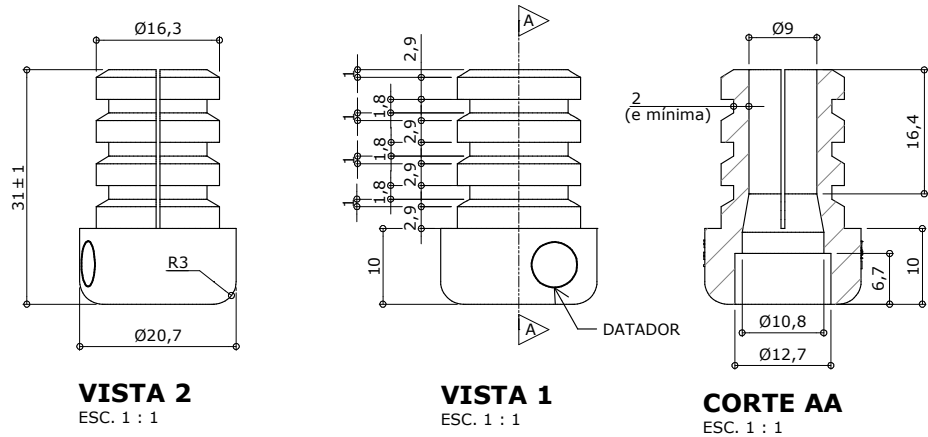 Ø16,3
31±1
R3
Ø20,7
VISTA 2
ESC. 1 : 1
A
2,9
1
1,8
1
2,9
1,8
1
2,9
1,8
1
2,9
10
DATADOR
A
VISTA 1
ESC. 1 : 1
Ø9
2
(e mínima)
16,4
10
6,7
Ø10,8
Ø12,7
CORTE AA
ESC. 1 : 1